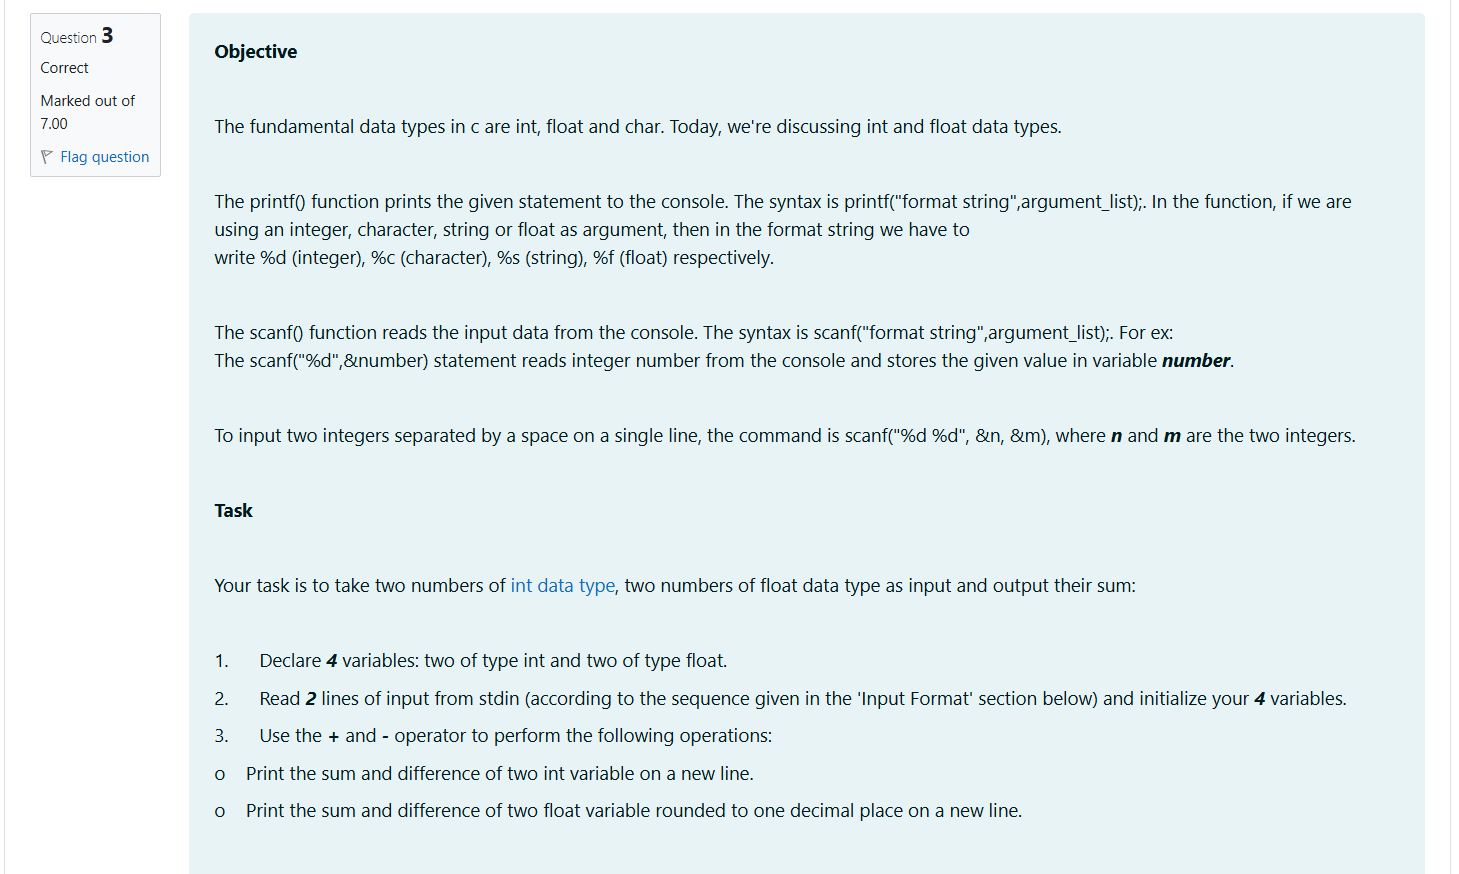 Question 3
Correct
Marked out of
7.00
Flag question
Objective
The fundamental data types in c are int, float and char. Today, we're discussing int and float data types.
The printf() function prints the given statement to the console. The syntax is printf("format string",argument_list);. In the function, if we are
using an integer, character, string or float as argument, then in the format string we have to
write %d (integer), %c (character), %s (string), %f (float) respectively.
The scanf() function reads the input data from the console. The syntax is scanf("format string",argument_list);. For ex:
The scanf("%d",&number) statement reads integer number from the console and stores the given value in variable number.
To input two integers separated by a space on a single line, the command is scanf("%d %d", &n, &m), where n and m are the two integers.
Task
Your task is to take two numbers of int data type, two numbers of float data type as input and output their sum:
1. Declare 4 variables: two of type int and two of type float.
2. Read 2 lines of input from stdin (according to the sequence given in the 'Input Format' section below) and initialize your 4 variables.
3. Use the + and - operator to perform the following operations:
o Print the sum and difference of two int variable on a new line.
o Print the sum and difference of two float variable rounded to one decimal place on a new line.